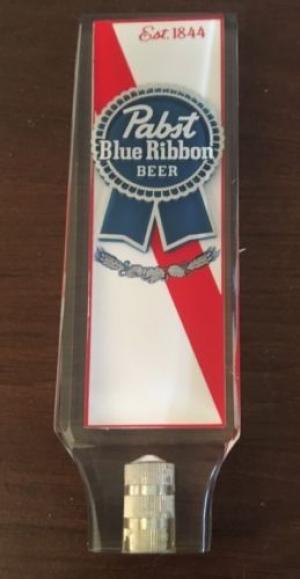 Est. 1844
Pabst
Blue Ribbon
BEER